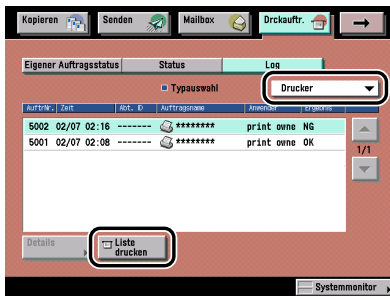 Kopieren Senden Mailbox Drckauftr.
Eigener Auftragsstatus Status Log
Typauswahl Drucker
AuftrNr. Zeit Abt. ID Auftragsname Anwender Ergebnis
5002 02/07 02:16 ------- ******** print owne NG
5001 02/07 02:08 ------- ******** print owne OK
1/1
Details Liste
drucken
Systemmonitor